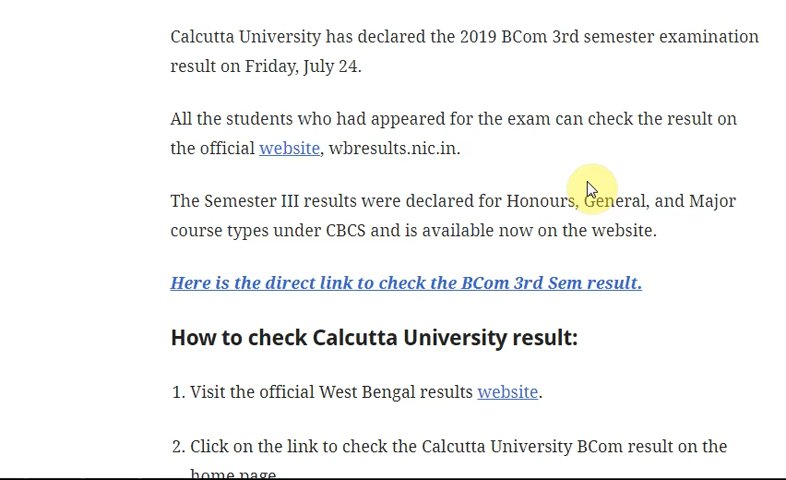 Calcutta University has declared the 2019 BCom 3rd semester examination
result on Friday, July 24.
All the students who had appeared for the exam can check the result on
the official website, wbresults.nic.in.
The Semester III results were declared for Honours, General, and Major
course types under CBCS and is available now on the website.
Here is the direct link to check the BCom 3rd Sem result.
How to check Calcutta University result:
1. Visit the official West Bengal results website.
2. Click on the link to check the Calcutta University BCom result on the
home page